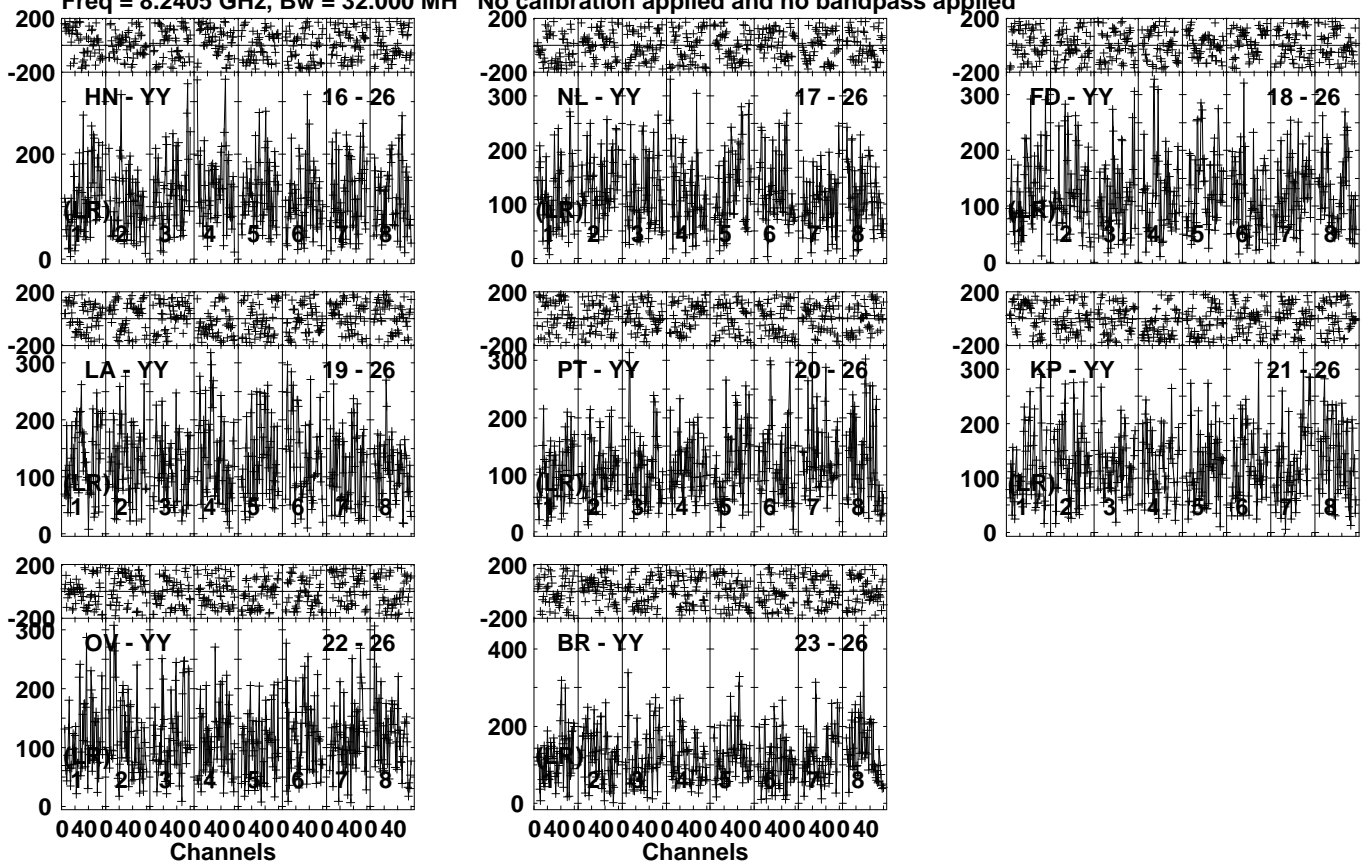 Freq = 8.2405 GHz, Bw = 32.000 MH No calibration applied and no bandpass applied
200 200 200
-200 -200 -200
HN - YY 16 - 26 NL - YY 17 - 26 FD - YY 18 - 26
300 300
200 200 200
100 100
(LR) (LR) (LR)
1 2 3 4 5 6 7 8 1 2 3 4 5 6 7 8 1 2 3 4 5 6 7 8
0 0 0
200 200 200
-200 -200 -200
LA - YY 19 - 26 PT - YY 20 - 26 KP - YY 21 - 26
300 300 300
200 200 200
100 100 100
(LR) (LR) (LR)
1 2 3 4 5 6 7 8 1 2 3 4 5 6 7 8 1 2 3 4 5 6 7 8
0 0 0
200 200
-200 -200
300
OV - YY 22 - 26 BR - YY 23 - 26
400
200 200
100
(LR) (LR)
1 2 3 4 5 6 7 8 1 2 3 4 5 6 7 8
0 0
0 40 0 40 0 40 0 40 0 40 0 40 0 40 0 40 0 40 0 40 0 40 0 40 0 40 0 40 0 40 0 40
Channels Channels